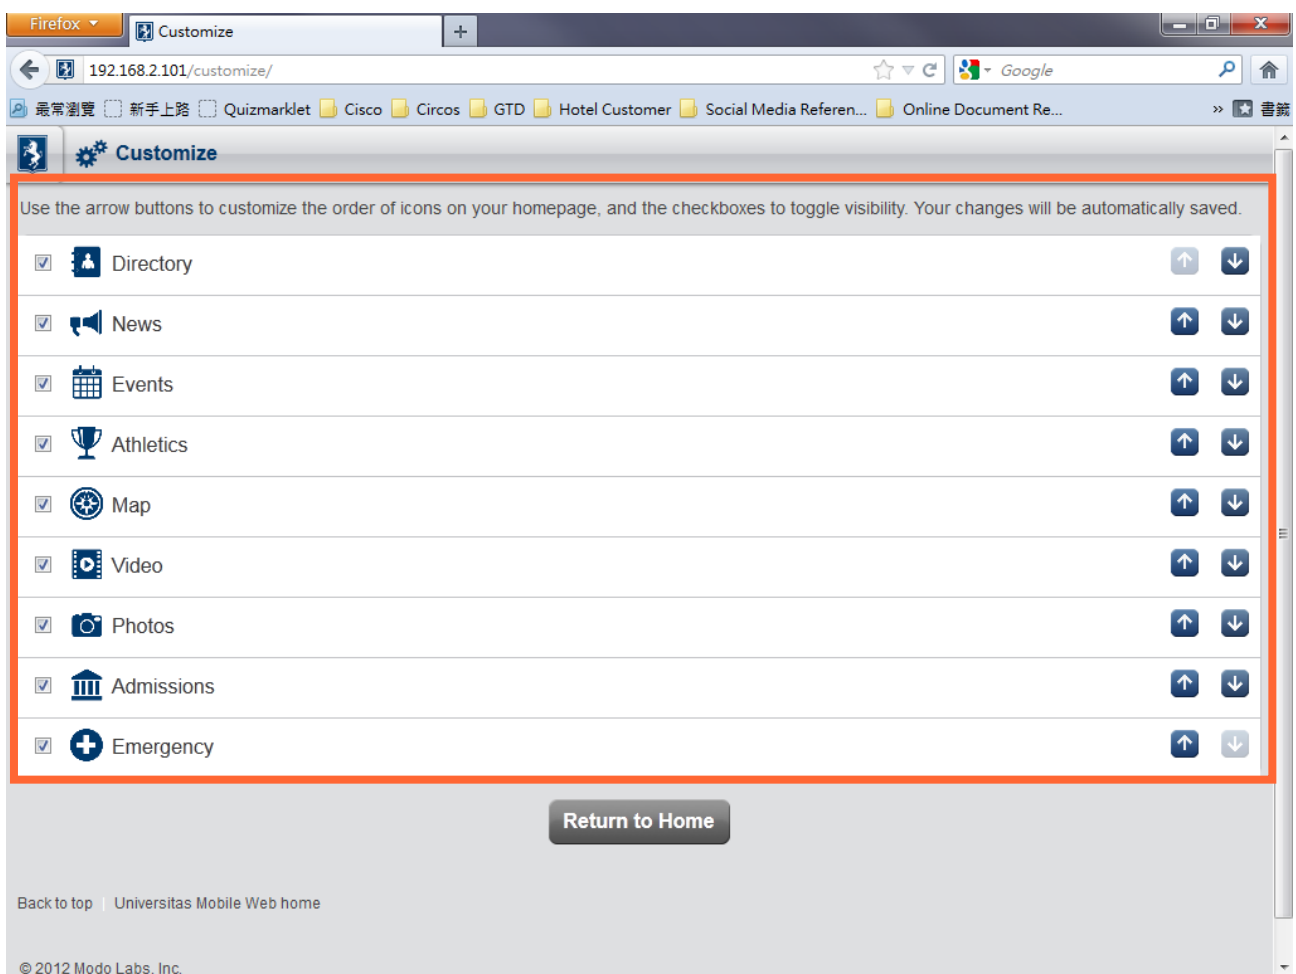 Firefox
Customize
192.168.2.101/customize/
Google
最常瀏覽 新手上路 Quizmarklet Cisco Circos GTD Hotel Customer Social Media Referen... Online Document Re... » 書籤
Customize
Use the arrow buttons to customize the order of icons on your homepage, and the checkboxes to toggle visibility. Your changes will be automatically saved.
Directory
News
Events
Athletics
Map
Video
Photos
Admissions
Emergency
Return to Home
Back to top | Universitas Mobile Web home
© 2012 Modo Labs, Inc.